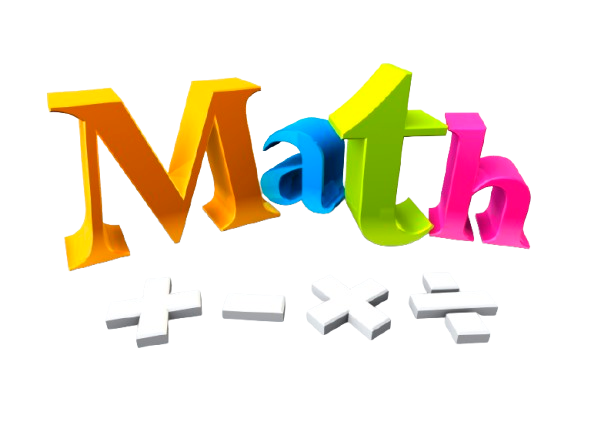 Math
+ − × ÷